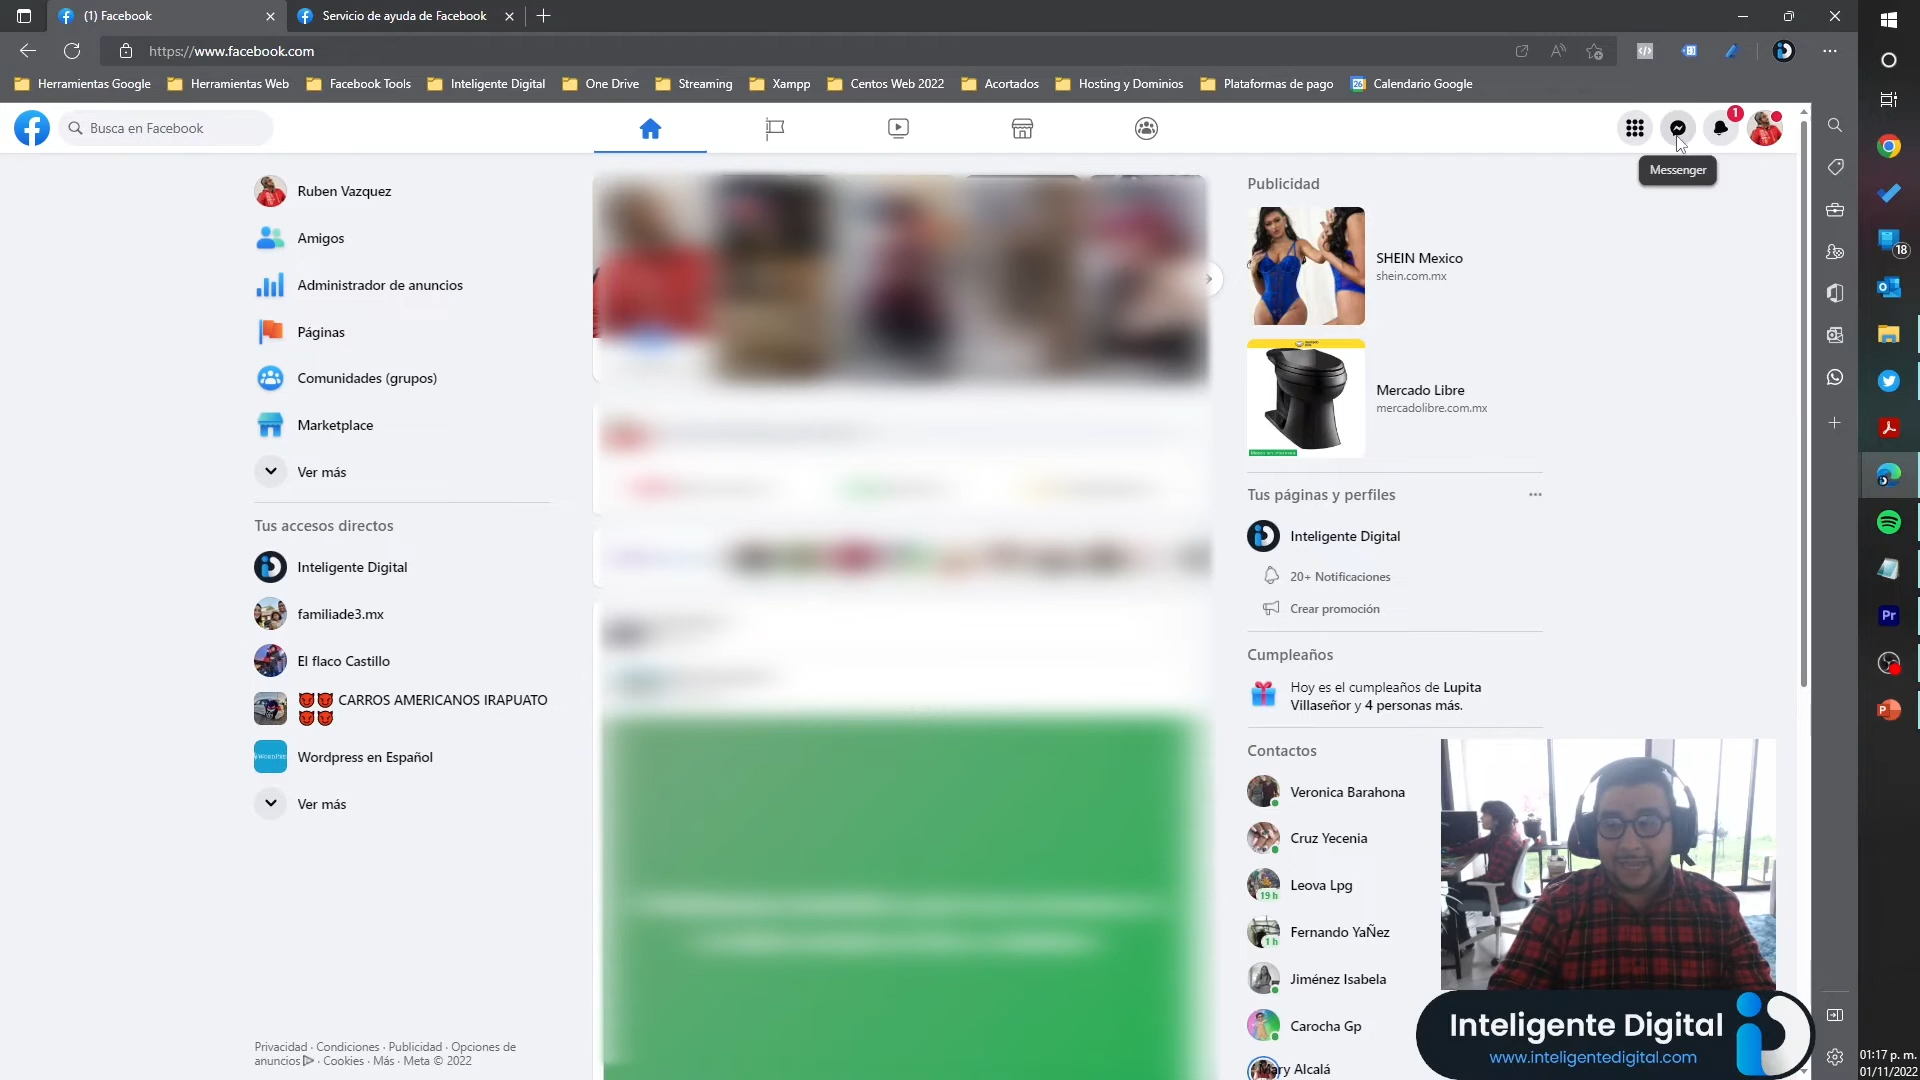 (1) Facebook
Servicio de ayuda de Facebook
https://www.facebook.com
Herramientas Google
Herramientas Web
Facebook Tools
Inteligente Digital
One Drive
Streaming
Xampp
Centos Web 2022
Acortados
Hosting y Dominios
Plataformas de pago
26
Calendario Google
Busca en Facebook
1
Messenger
Ruben Vazquez
Amigos
Administrador de anuncios
Páginas
Comunidades (grupos)
Marketplace
Ver más
Tus accesos directos
Inteligente Digital
familiade3.mx
El flaco Castillo
😈😈 CARROS AMERICANOS IRAPUATO
😈😈
Wordpress en Español
Ver más
Privacidad · Condiciones · Publicidad · Opciones de
anuncios · Cookies · Más · Meta © 2022
Publicidad
SHEIN Mexico
shein.com.mx
Mercado Libre
mercadolibre.com.mx
Tus páginas y perfiles
Inteligente Digital
20+ Notificaciones
Crear promoción
Cumpleaños
Hoy es el cumpleaños de Lupita
Villaseñor y 4 personas más.
Contactos
Veronica Barahona
Cruz Yecenia
Leova Lpg
19 h
Fernando YaÑez
1 h
Jiménez Isabela
Carocha Gp
Mary Alcalá
Inteligente Digital
www.inteligentedigital.com
18
Pr
01:17 p. m.
01/11/2022